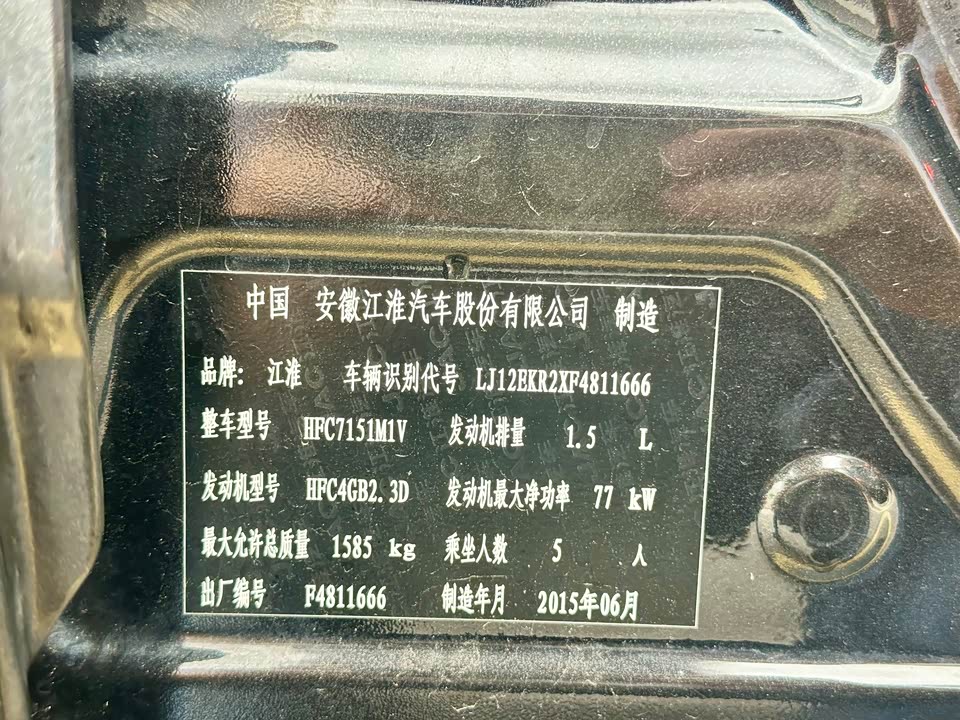 中国 安徽江淮汽车股份有限公司 制造
品牌: 江淮 车辆识别代号 LJ12EKR2XF4811666
整车型号 HFC7151M1V 发动机排量 1.5 L
发动机型号 HFC4GB2.3D 发动机最大净功率 77 kW
最大允许总质量 1585 kg 乘坐人数 5 人
出厂编号 F4811666 制造年月 2015年06月